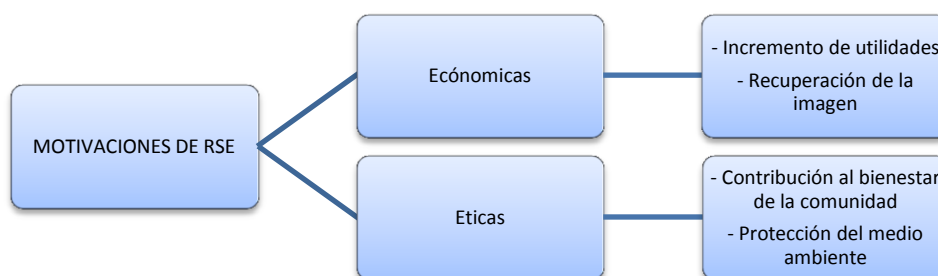 MOTIVACIONES DE RSE
Ecónomicas
- Incremento de utilidades
- Recuperación de la
imagen
Eticas
- Contribución al bienestar
de la comunidad
- Protección del medio
ambiente